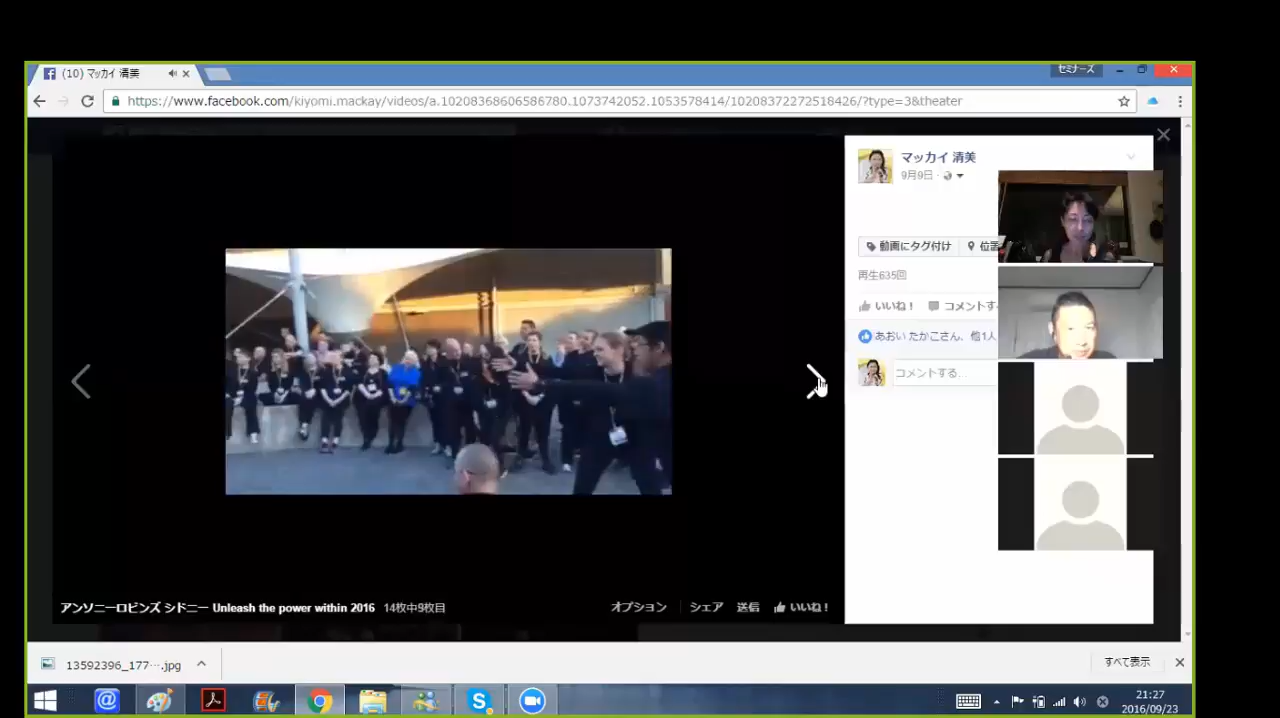 (10) マッカイ 清美
セミナーズ
https://www.facebook.com/kiyomi.mackay/videos/a.10208368606586780.1073742052.1053578414/10208372272518426/?type=3&theater
マッカイ 清美
9月9日
動画にタグ付け
位置
再生635回
いいね！ コメントす
あおい たかこさん、他1人
コメントする...
アンソニーロビンズ シドニー Unleash the power within 2016 14枚中9枚目
オプション シェア 送信 いいね！
13592396_177….jpg
すべて表示
21:27
2016/09/23